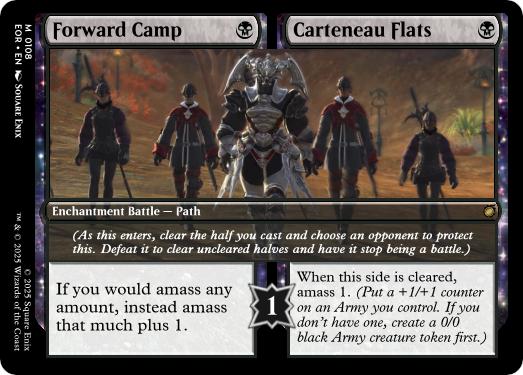 Forward Camp
Carteneau Flats
Enchantment Battle — Path
(As this enters, clear the half you cast and choose an opponent to protect
this. Defeat it to clear uncleared halves and have it stop being a battle.)
If you would amass any
amount, instead amass
that much plus 1.
1
When this side is cleared,
amass 1. (Put a +1/+1 counter
on an Army you control. If you
don't have one, create a 0/0
black Army creature token first.)
M 0108
EOR • EN SQUARE ENIX
™ & © 2025 Wizards of the Coast
© 2025 Square Enix